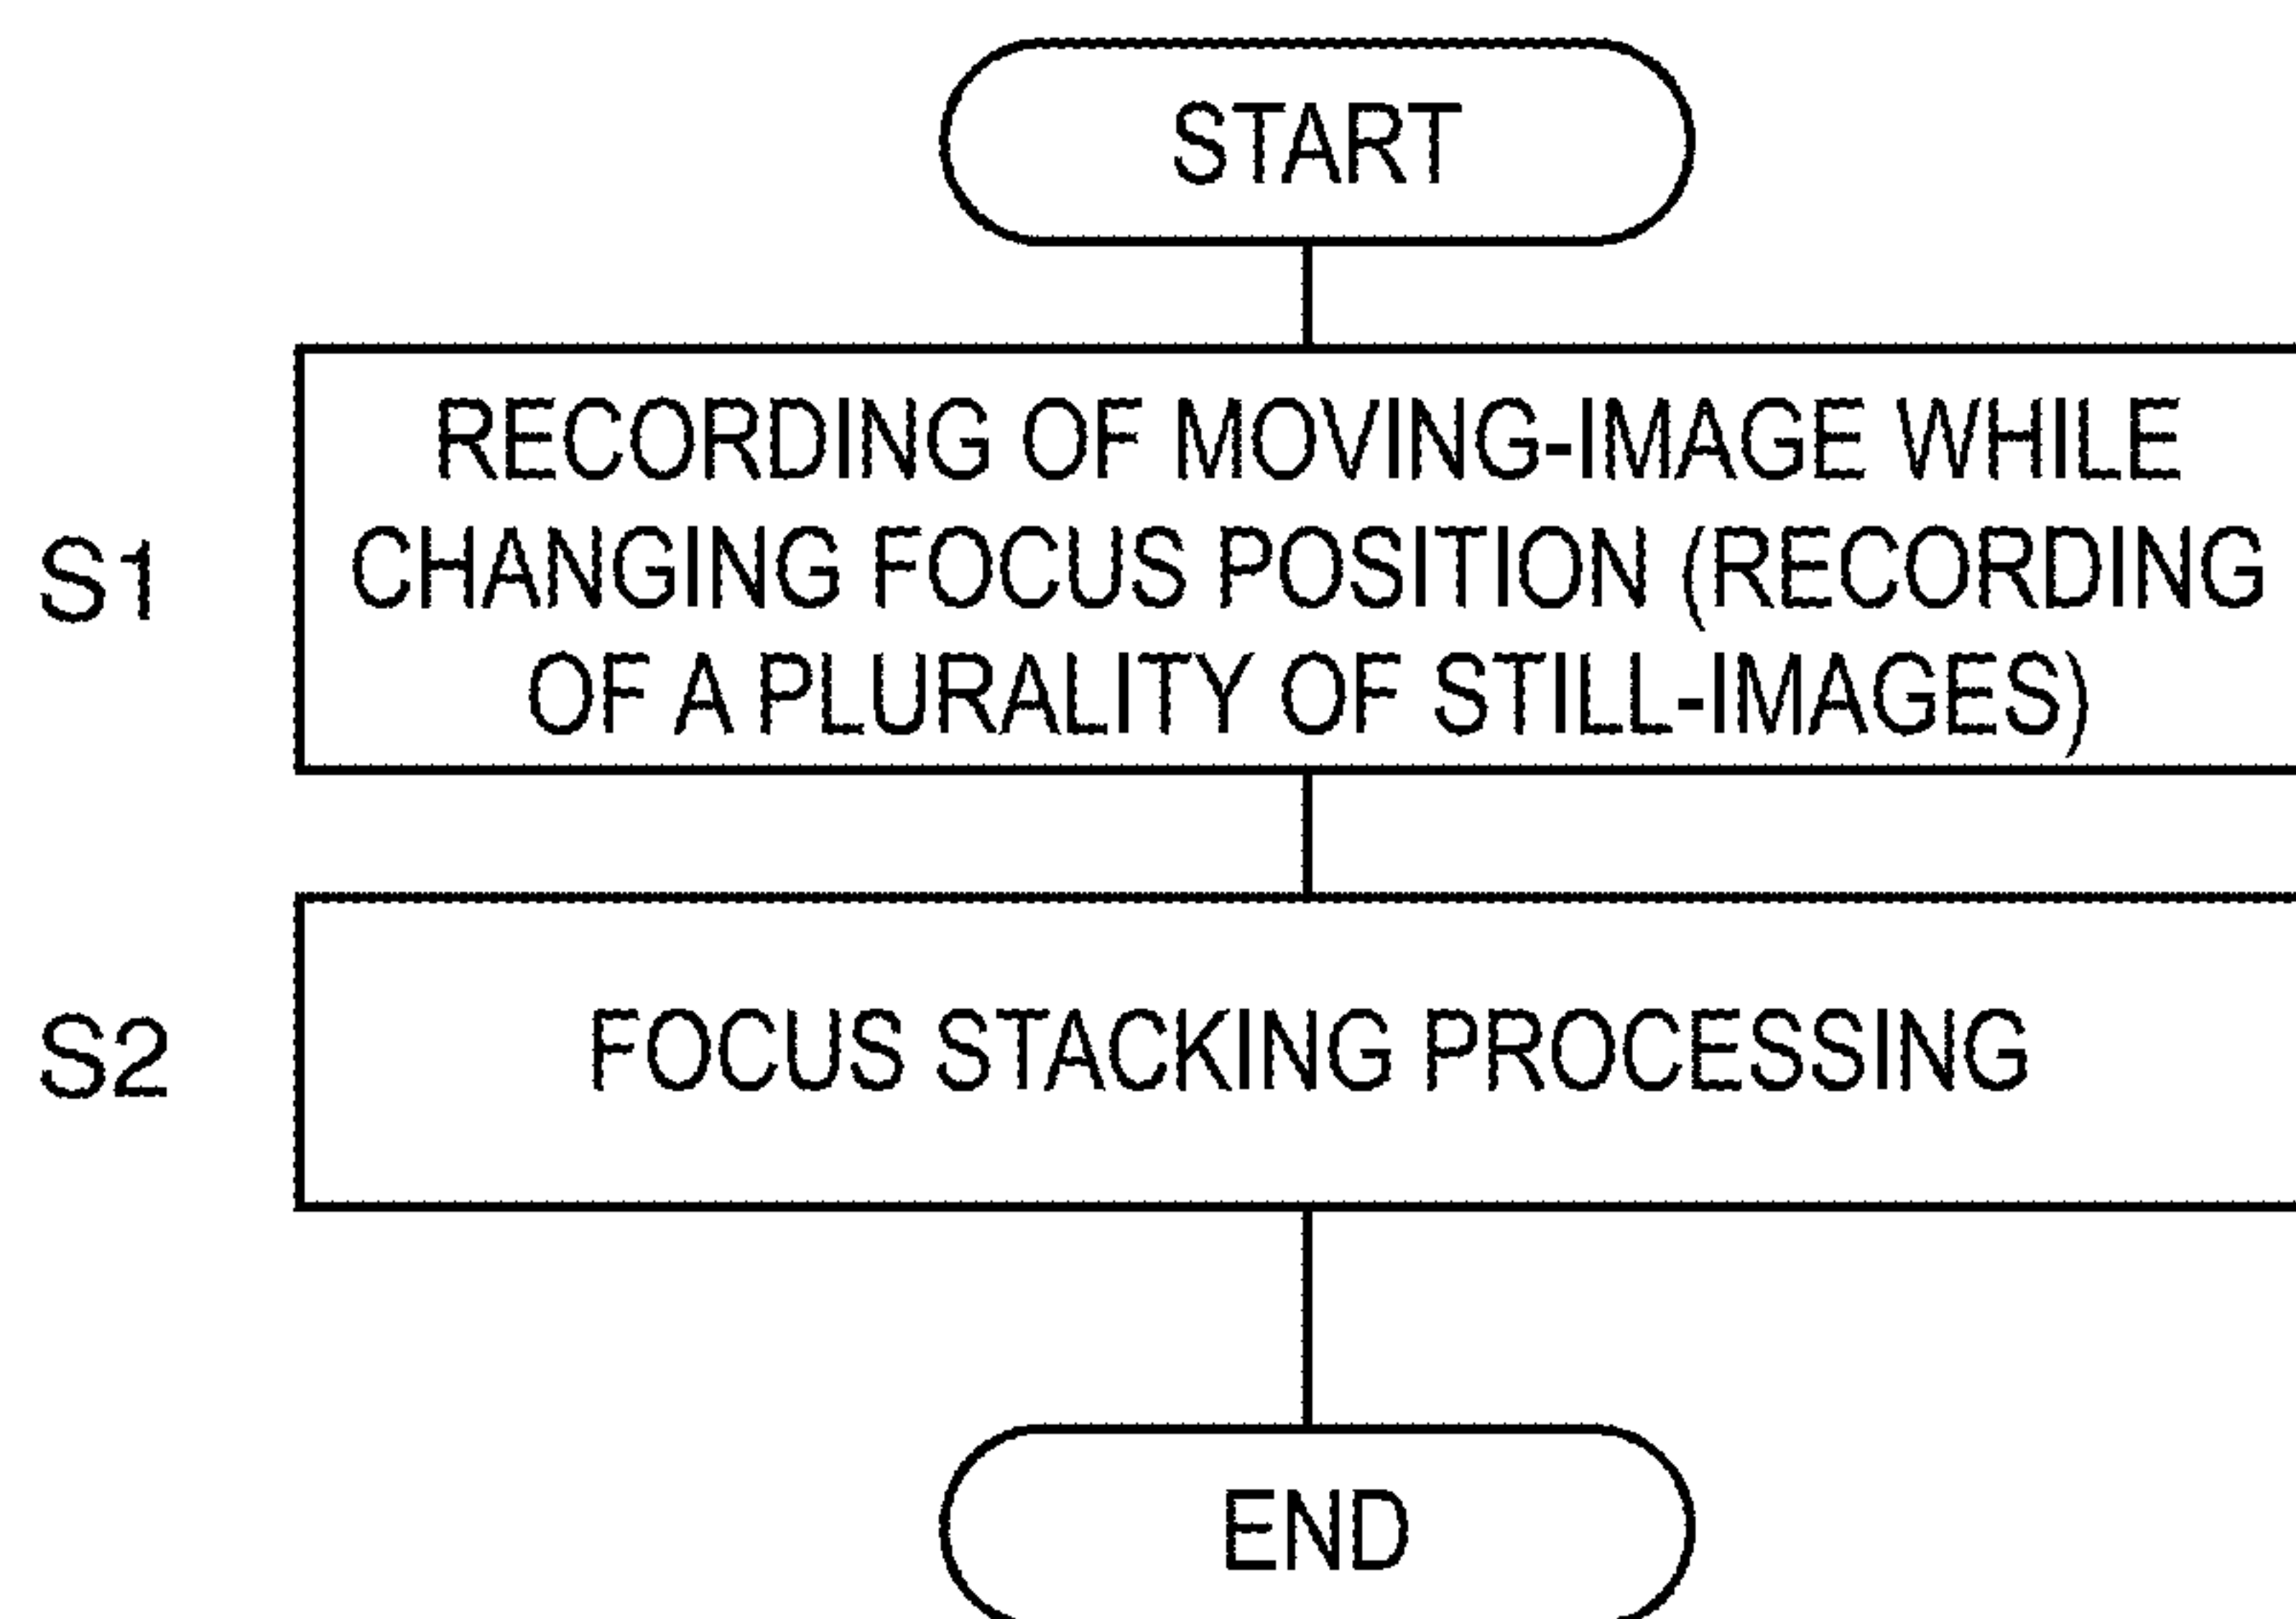 START
RECORDING OF MOVING-IMAGE WHILE
CHANGING FOCUS POSITION (RECORDING
OF A PLURALITY OF STILL-IMAGES)
S1
FOCUS STACKING PROCESSING
S2
END